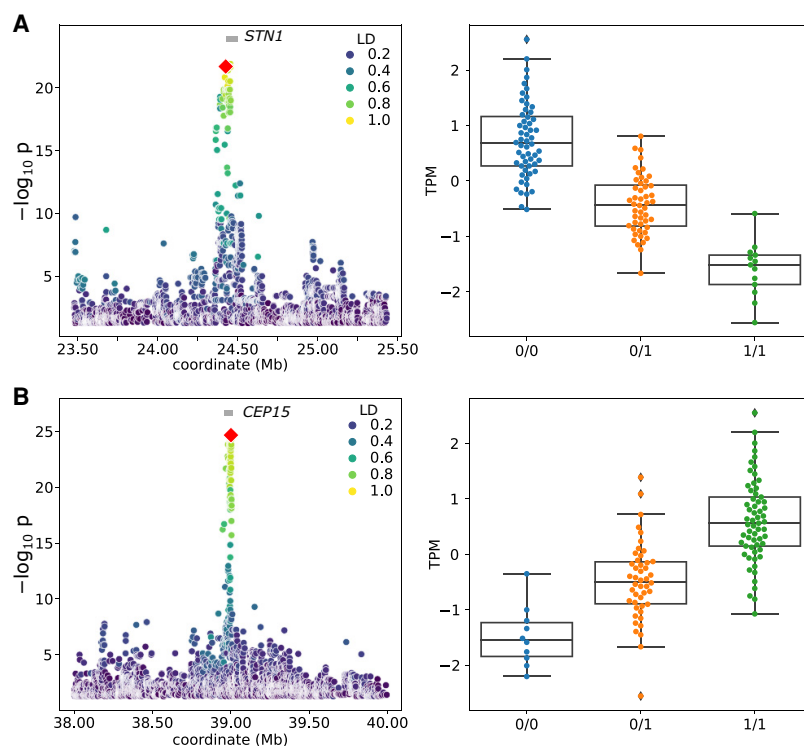 A
STN1
LD
0.2
0.4
0.6
0.8
1.0
20
15
10
5
−log₁₀ p
23.50 24.00 24.50 25.00 25.50
coordinate (Mb)
2
1
0
−1
−2
TPM
0/0 0/1 1/1
B
CEP15
LD
0.2
0.4
0.6
0.8
1.0
25
20
15
10
5
−log₁₀ p
38.00 38.50 39.00 39.50 40.00
coordinate (Mb)
2
1
0
−1
−2
TPM
0/0 0/1 1/1